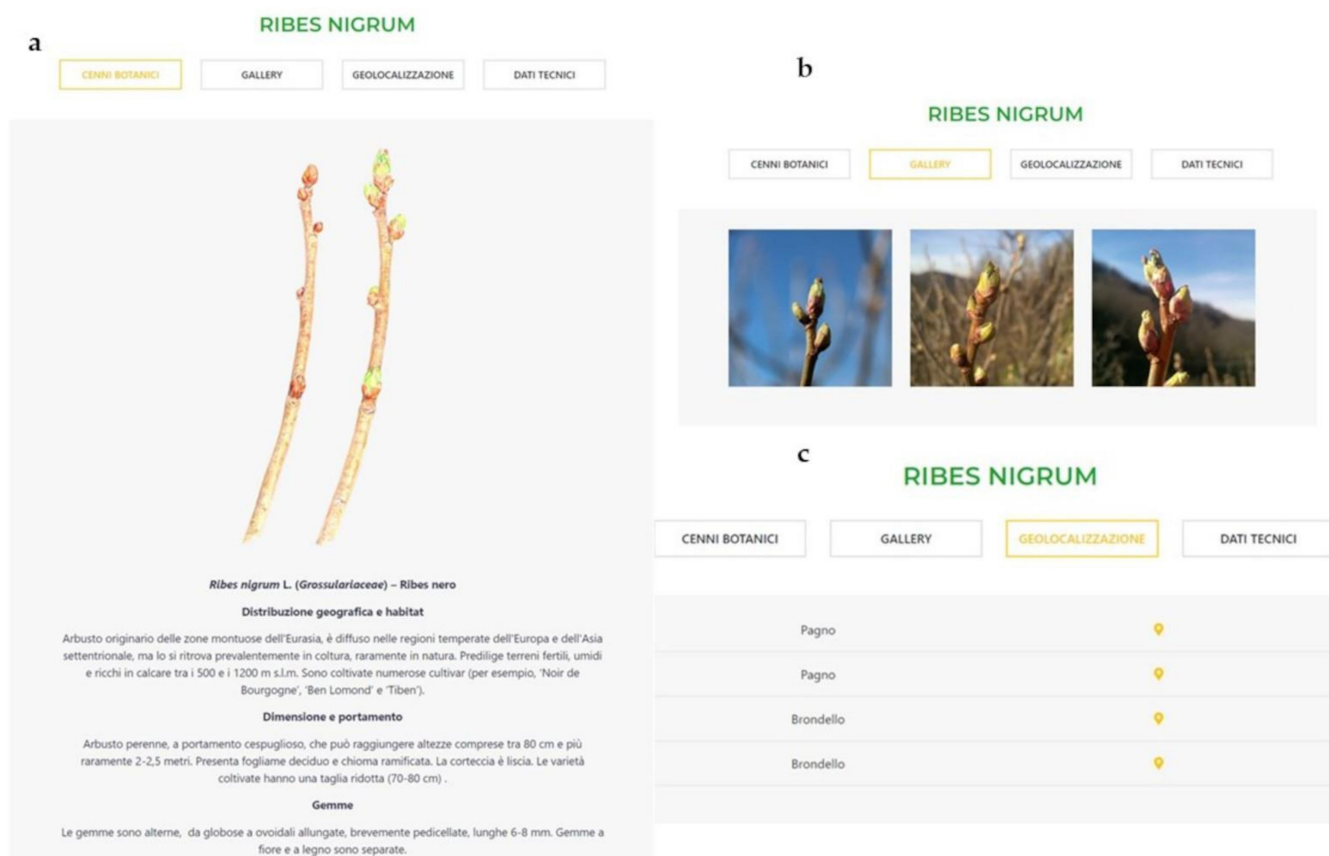 a
RIBES NIGRUM
CENNI BOTANICI
GALLERY
GEOLOCALIZZAZIONE
DATI TECNICI
Ribes nigrum L. (Grossulariaceae) – Ribes nero
Distribuzione geografica e habitat
Arbusto originario delle zone montuose dell'Eurasia, è diffuso nelle regioni temperate dell'Europa e dell'Asia
settentrionale, ma lo si ritrova prevalentemente in coltura, raramente in natura. Predilige terreni fertili, umidi
e ricchi in calcare tra i 500 e i 1200 m s.l.m. Sono coltivate numerose cultivar (per esempio, 'Noir de
Bourgogne', 'Ben Lomond' e 'Tiben').
Dimensione e portamento
Arbusto perenne, a portamento cespuglioso, che può raggiungere altezze comprese tra 80 cm e più
raramente 2-2,5 metri. Presenta fogliame deciduo e chioma ramificata. La corteccia è liscia. Le varietà
coltivate hanno una taglia ridotta (70-80 cm) .
Gemme
Le gemme sono alterne, da globose a ovoidali allungate, brevemente pedicellate, lunghe 6-8 mm. Gemme a
fiore e a legno sono separate.
b
RIBES NIGRUM
CENNI BOTANICI
GALLERY
GEOLOCALIZZAZIONE
DATI TECNICI
c
RIBES NIGRUM
CENNI BOTANICI
GALLERY
GEOLOCALIZZAZIONE
DATI TECNICI
Pagno
Pagno
Brondello
Brondello